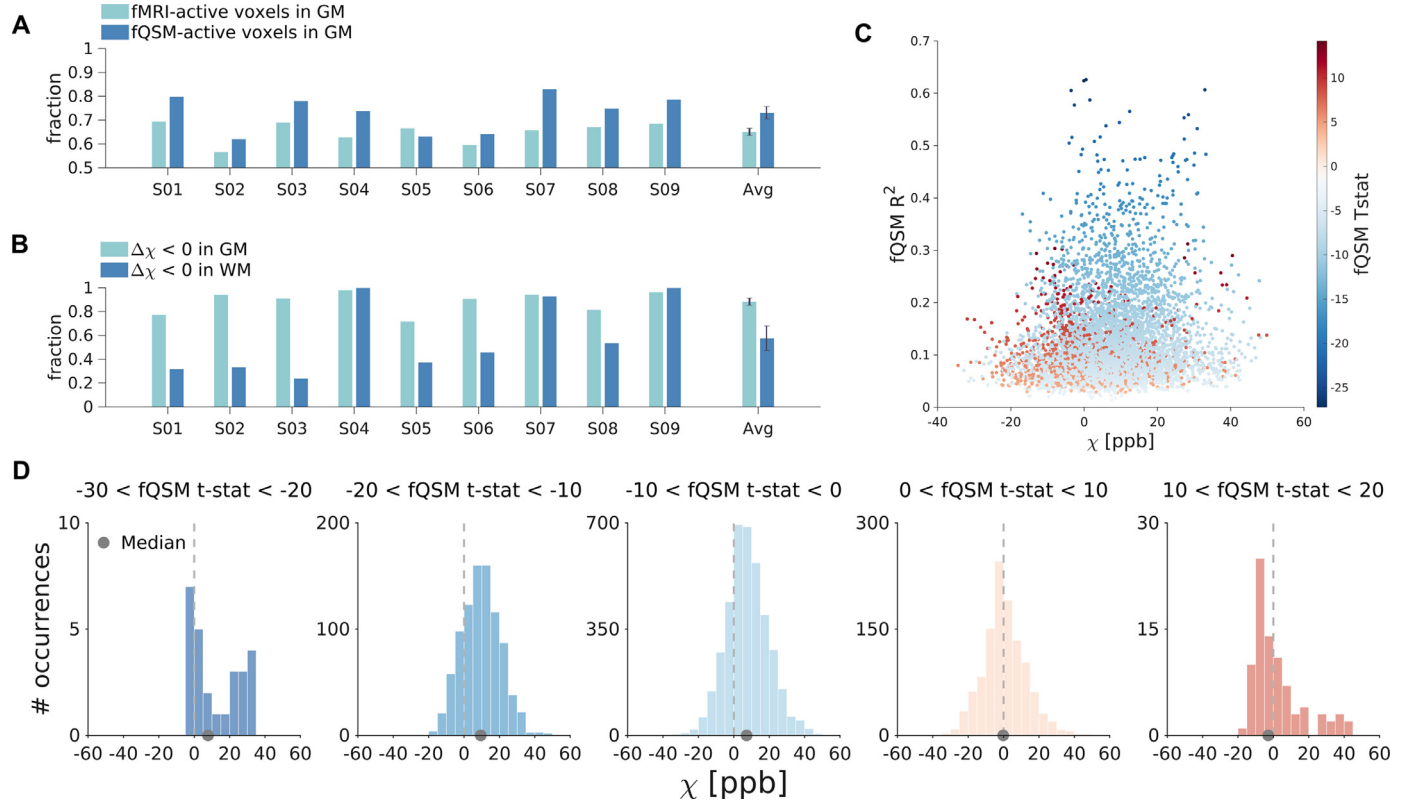 A
fMRI-active voxels in GM
fQSM-active voxels in GM
fraction
1
0.9
0.8
0.7
0.6
0.5
S01 S02 S03 S04 S05 S06 S07 S08 S09 Avg
B
Δχ < 0 in GM
Δχ < 0 in WM
fraction
1
0.8
0.6
0.4
0.2
0
S01 S02 S03 S04 S05 S06 S07 S08 S09 Avg
C
fQSM R²
0.7
0.6
0.5
0.4
0.3
0.2
0.1
0
-40 -20 0 20 40 60
χ [ppb]
10
5
0
-5
-10
-15
-20
-25
fQSM Tstat
D
-30 < fQSM t-stat < -20
-20 < fQSM t-stat < -10
-10 < fQSM t-stat < 0
0 < fQSM t-stat < 10
10 < fQSM t-stat < 20
# occurrences
Median
10
5
0
-60 -40 -20 0 20 40 60
200
100
0
-60 -40 -20 0 20 40 60
700
350
0
-60 -40 -20 0 20 40 60
300
150
0
-60 -40 -20 0 20 40 60
30
15
0
-60 -40 -20 0 20 40 60
χ [ppb]